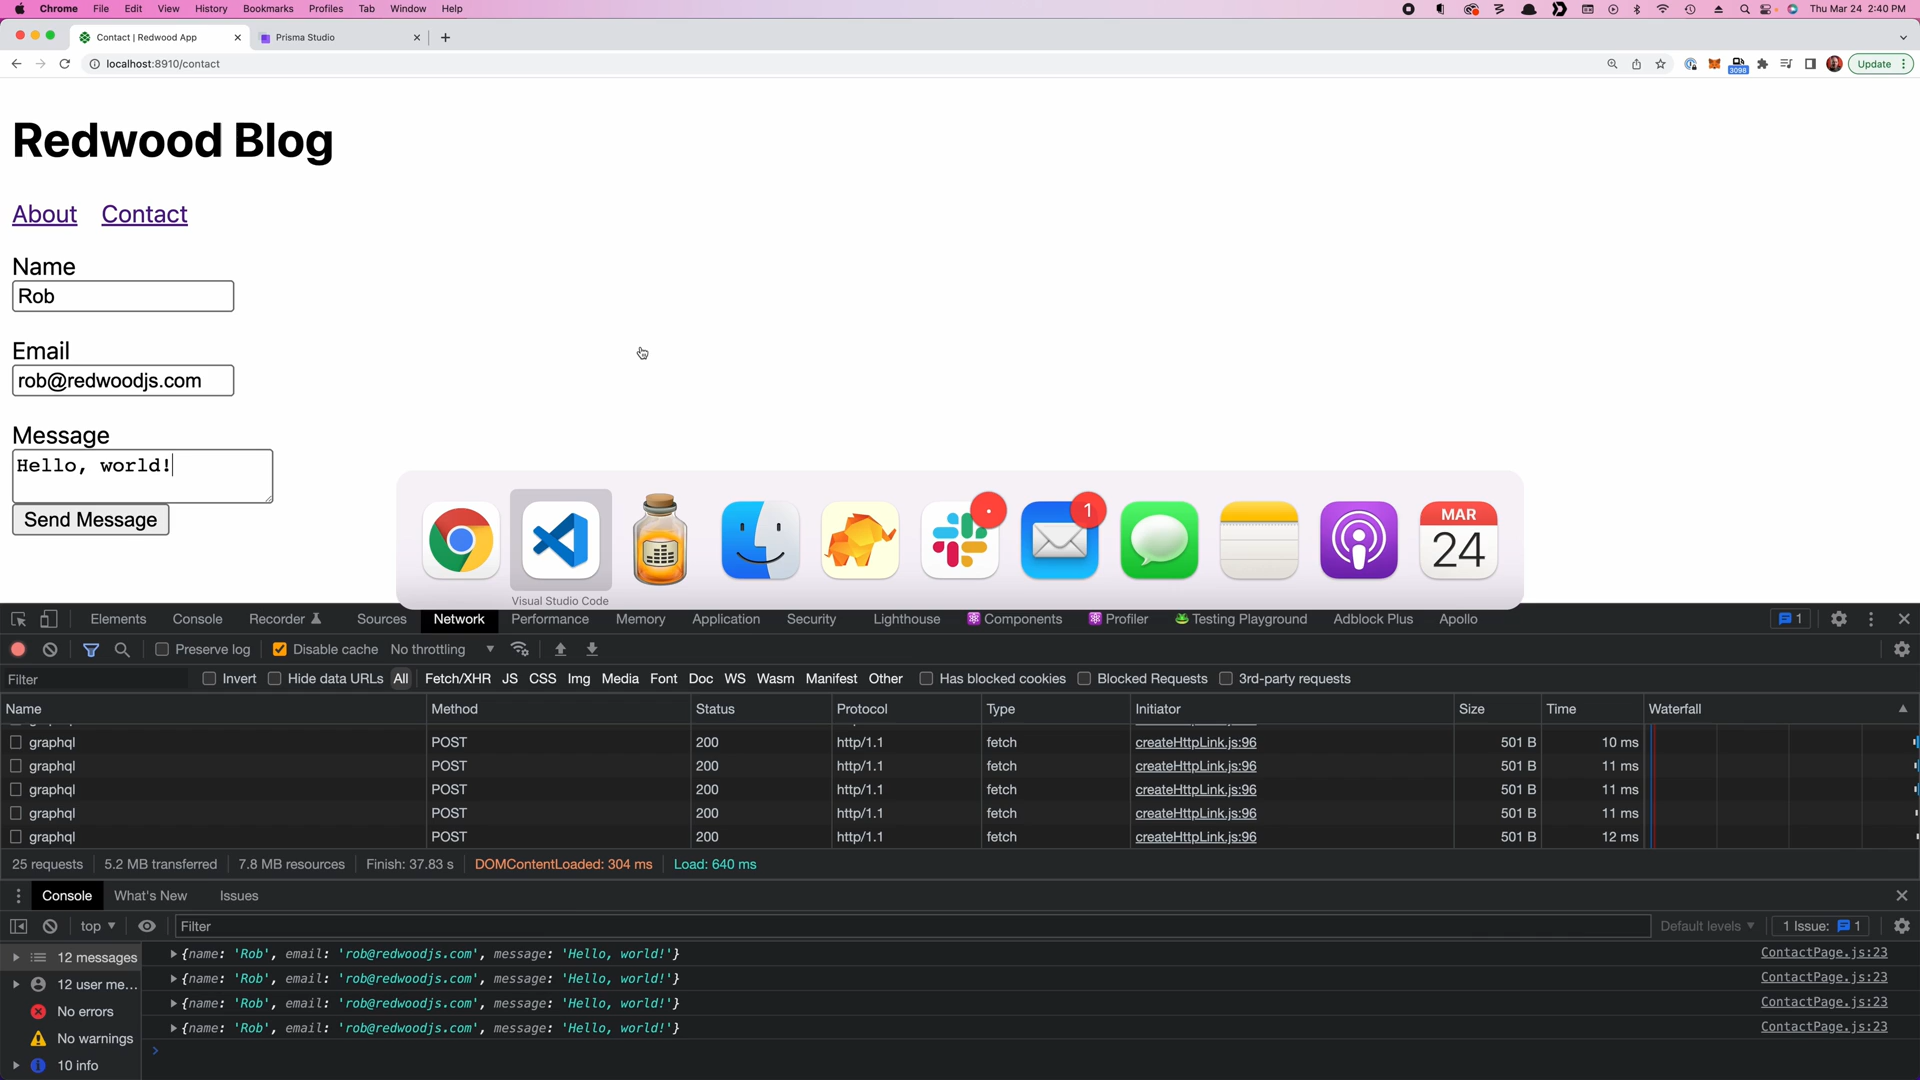 Chrome File Edit View History Bookmarks Profiles Tab Window Help Thu Mar 24 2:40 PM
Contact | Redwood App Prisma Studio
localhost:8910/contact 3098 Update
Redwood Blog
About Contact
Name
Rob
Email
rob@redwoodjs.com
Message
Hello, world!
Send Message
1 MAR
24
Visual Studio Code
Elements Console Recorder Sources Network Performance Memory Application Security Lighthouse Components Profiler Testing Playground Adblock Plus Apollo 1
Preserve log Disable cache No throttling
Filter Invert Hide data URLs All Fetch/XHR JS CSS Img Media Font Doc WS Wasm Manifest Other Has blocked cookies Blocked Requests 3rd-party requests
Name Method Status Protocol Type Initiator Size Time Waterfall
graphql POST 200 http/1.1 fetch createHttpLink.js:96 501 B 10 ms
graphql POST 200 http/1.1 fetch createHttpLink.js:96 501 B 11 ms
graphql POST 200 http/1.1 fetch createHttpLink.js:96 501 B 11 ms
graphql POST 200 http/1.1 fetch createHttpLink.js:96 501 B 11 ms
graphql POST 200 http/1.1 fetch createHttpLink.js:96 501 B 12 ms
25 requests 5.2 MB transferred 7.8 MB resources Finish: 37.83 s DOMContentLoaded: 304 ms Load: 640 ms
Console What's New Issues
top Filter Default levels 1 Issue: 1
12 messages {name: 'Rob', email: 'rob@redwoodjs.com', message: 'Hello, world!'} ContactPage.js:23
12 user me… {name: 'Rob', email: 'rob@redwoodjs.com', message: 'Hello, world!'} ContactPage.js:23
No errors {name: 'Rob', email: 'rob@redwoodjs.com', message: 'Hello, world!'} ContactPage.js:23
No warnings {name: 'Rob', email: 'rob@redwoodjs.com', message: 'Hello, world!'} ContactPage.js:23
10 info